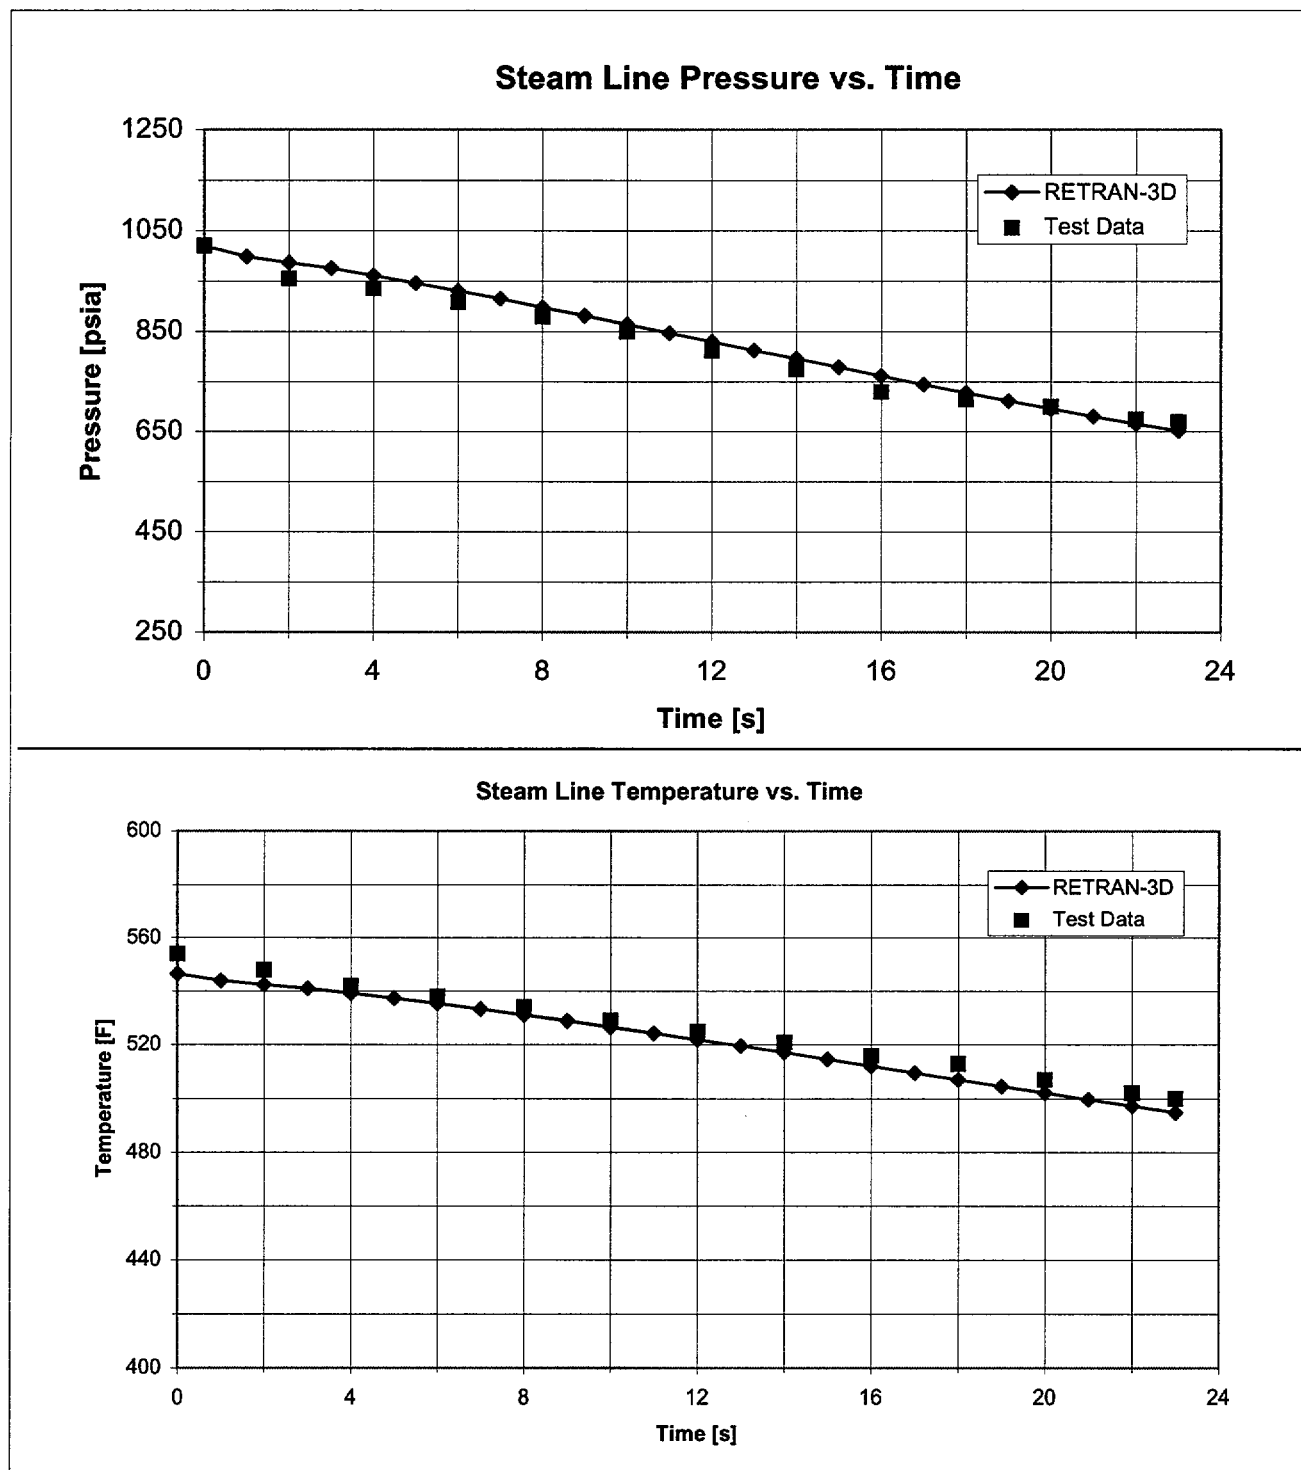 Steam Line Pressure vs. Time
1250
1050
850
650
450
250
Pressure [psia]
RETRAN-3D
Test Data
0 4 8 12 16 20 24
Time [s]
Steam Line Temperature vs. Time
600
560
520
480
440
400
Temperature [F]
RETRAN-3D
Test Data
0 4 8 12 16 20 24
Time [s]